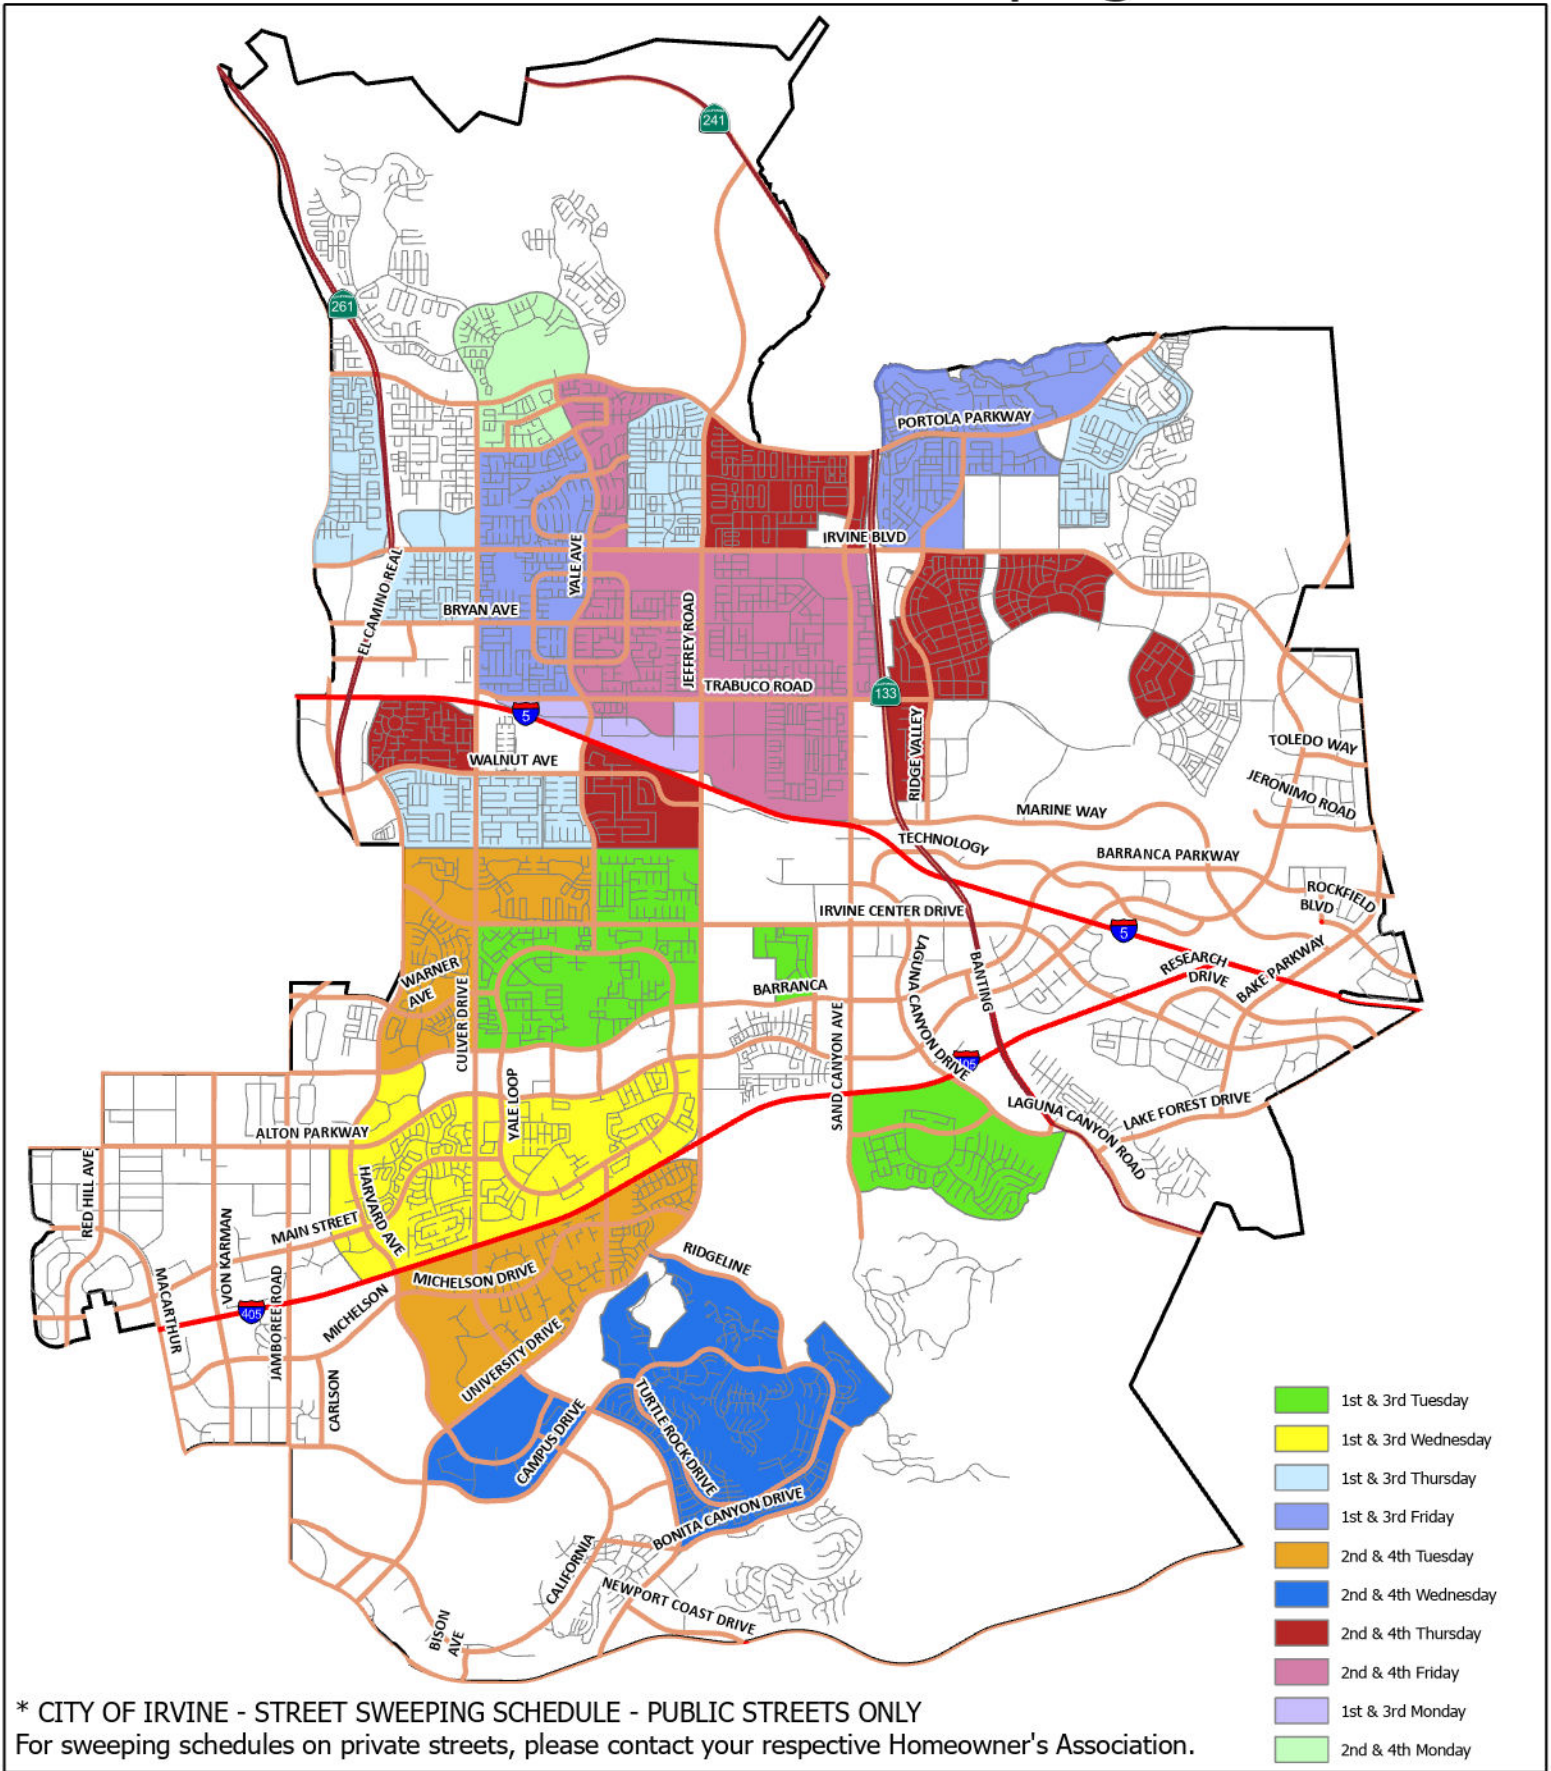 241
261
PORTOLA PARKWAY
IRVINE BLVD
YALE AVE
EL CAMINO REAL
BRYAN AVE
JEFFREY ROAD
TRABUCO ROAD
133
5
RIDGE VALLEY
WALNUT AVE
TOLEDO WAY
JERONIMO ROAD
MARINE WAY
TECHNOLOGY
BARRANCA PARKWAY
ROCKFIELD
BLVD
IRVINE CENTER DRIVE
5
LAGUNA CANYON DRIVE
BANTING
RESEARCH
DRIVE
BAKE PARKWAY
WARNER
AVE
CULVER DRIVE
BARRANCA
SAND CANYON AVE
YALE LOOP
LAGUNA CANYON ROAD
LAKE FOREST DRIVE
ALTON PARKWAY
RED HILL AVE
HARVARD AVE
VON KARMAN
MAIN STREET
MACARTHUR
405
JAMBOREE ROAD
MICHELSON
MICHELSON DRIVE
RIDGELINE
UNIVERSITY DRIVE
CARLSON
CAMPUS DRIVE
TURTLE ROCK DRIVE
BONITA CANYON DRIVE
CALIFORNIA
NEWPORT COAST DRIVE
BISON
AVE
1st & 3rd Tuesday
1st & 3rd Wednesday
1st & 3rd Thursday
1st & 3rd Friday
2nd & 4th Tuesday
2nd & 4th Wednesday
2nd & 4th Thursday
2nd & 4th Friday
1st & 3rd Monday
2nd & 4th Monday
* CITY OF IRVINE - STREET SWEEPING SCHEDULE - PUBLIC STREETS ONLY
For sweeping schedules on private streets, please contact your respective Homeowner's Association.